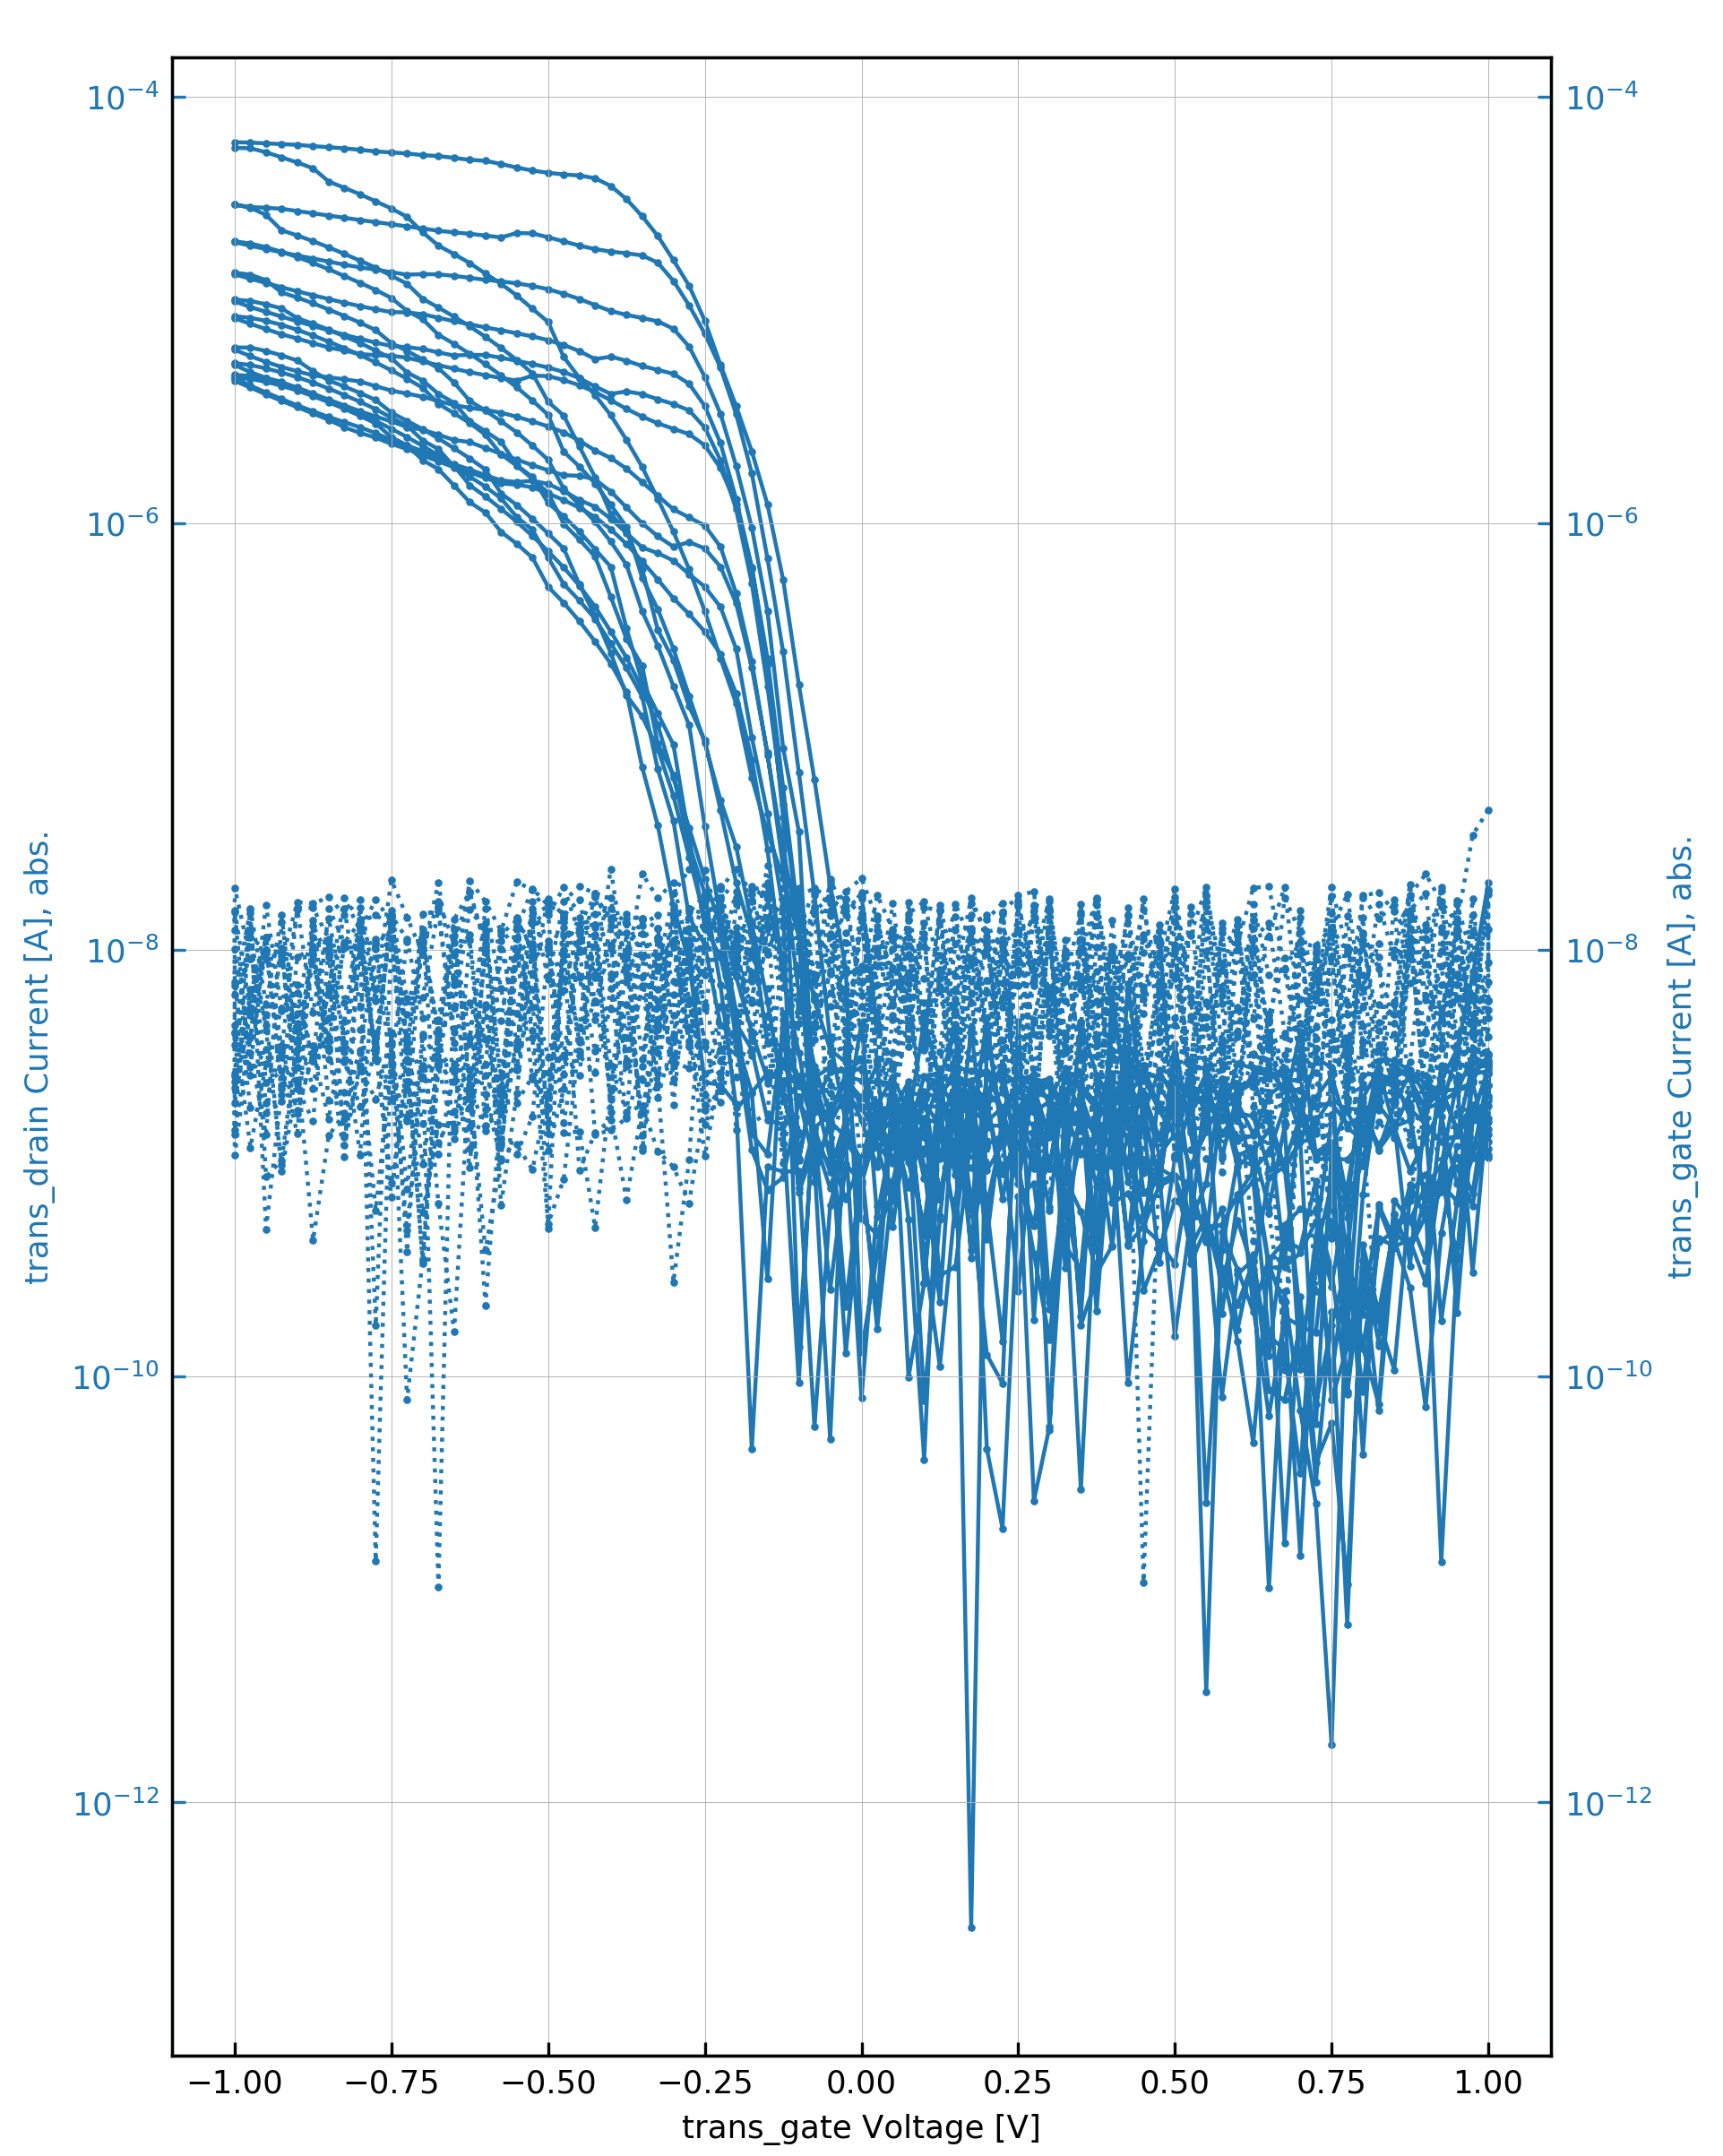 10⁻⁴
10⁻⁶
10⁻⁸
10⁻¹⁰
10⁻¹²
trans_drain Current [A], abs.
10⁻⁴
10⁻⁶
10⁻⁸
10⁻¹⁰
10⁻¹²
trans_gate Current [A], abs.
−1.00 −0.75 −0.50 −0.25 0.00 0.25 0.50 0.75 1.00
trans_gate Voltage [V]